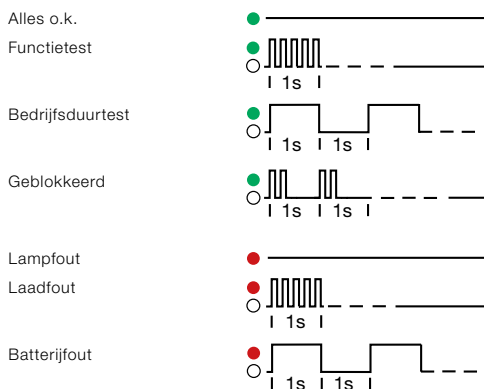 Alles o.k.
Functietest
1s
Bedrijfsduurtest
1s 1s
Geblokkeerd
1s 1s
Lampfout
Laadfout
1s
Batterijfout
1s 1s